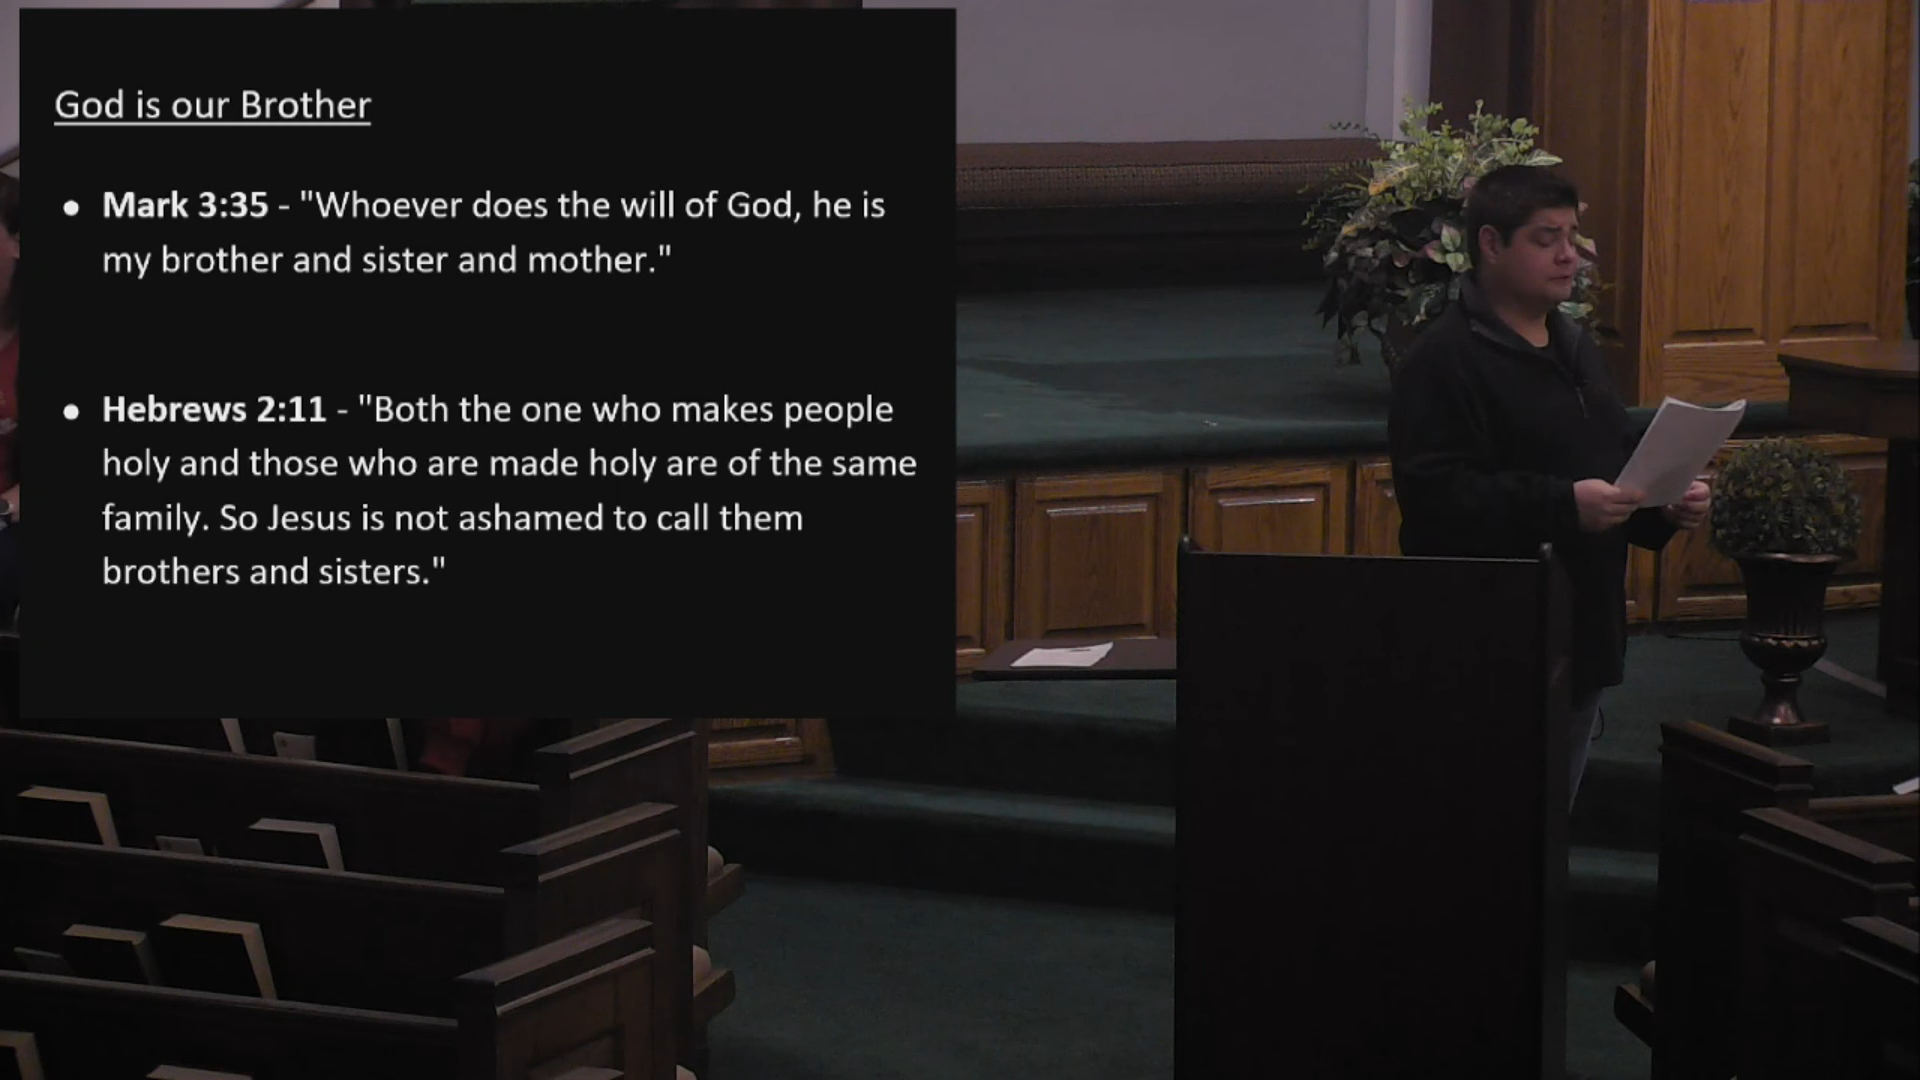 God is our Brother
● Mark 3:35 - "Whoever does the will of God, he is
my brother and sister and mother."
● Hebrews 2:11 - "Both the one who makes people
holy and those who are made holy are of the same
family. So Jesus is not ashamed to call them
brothers and sisters."